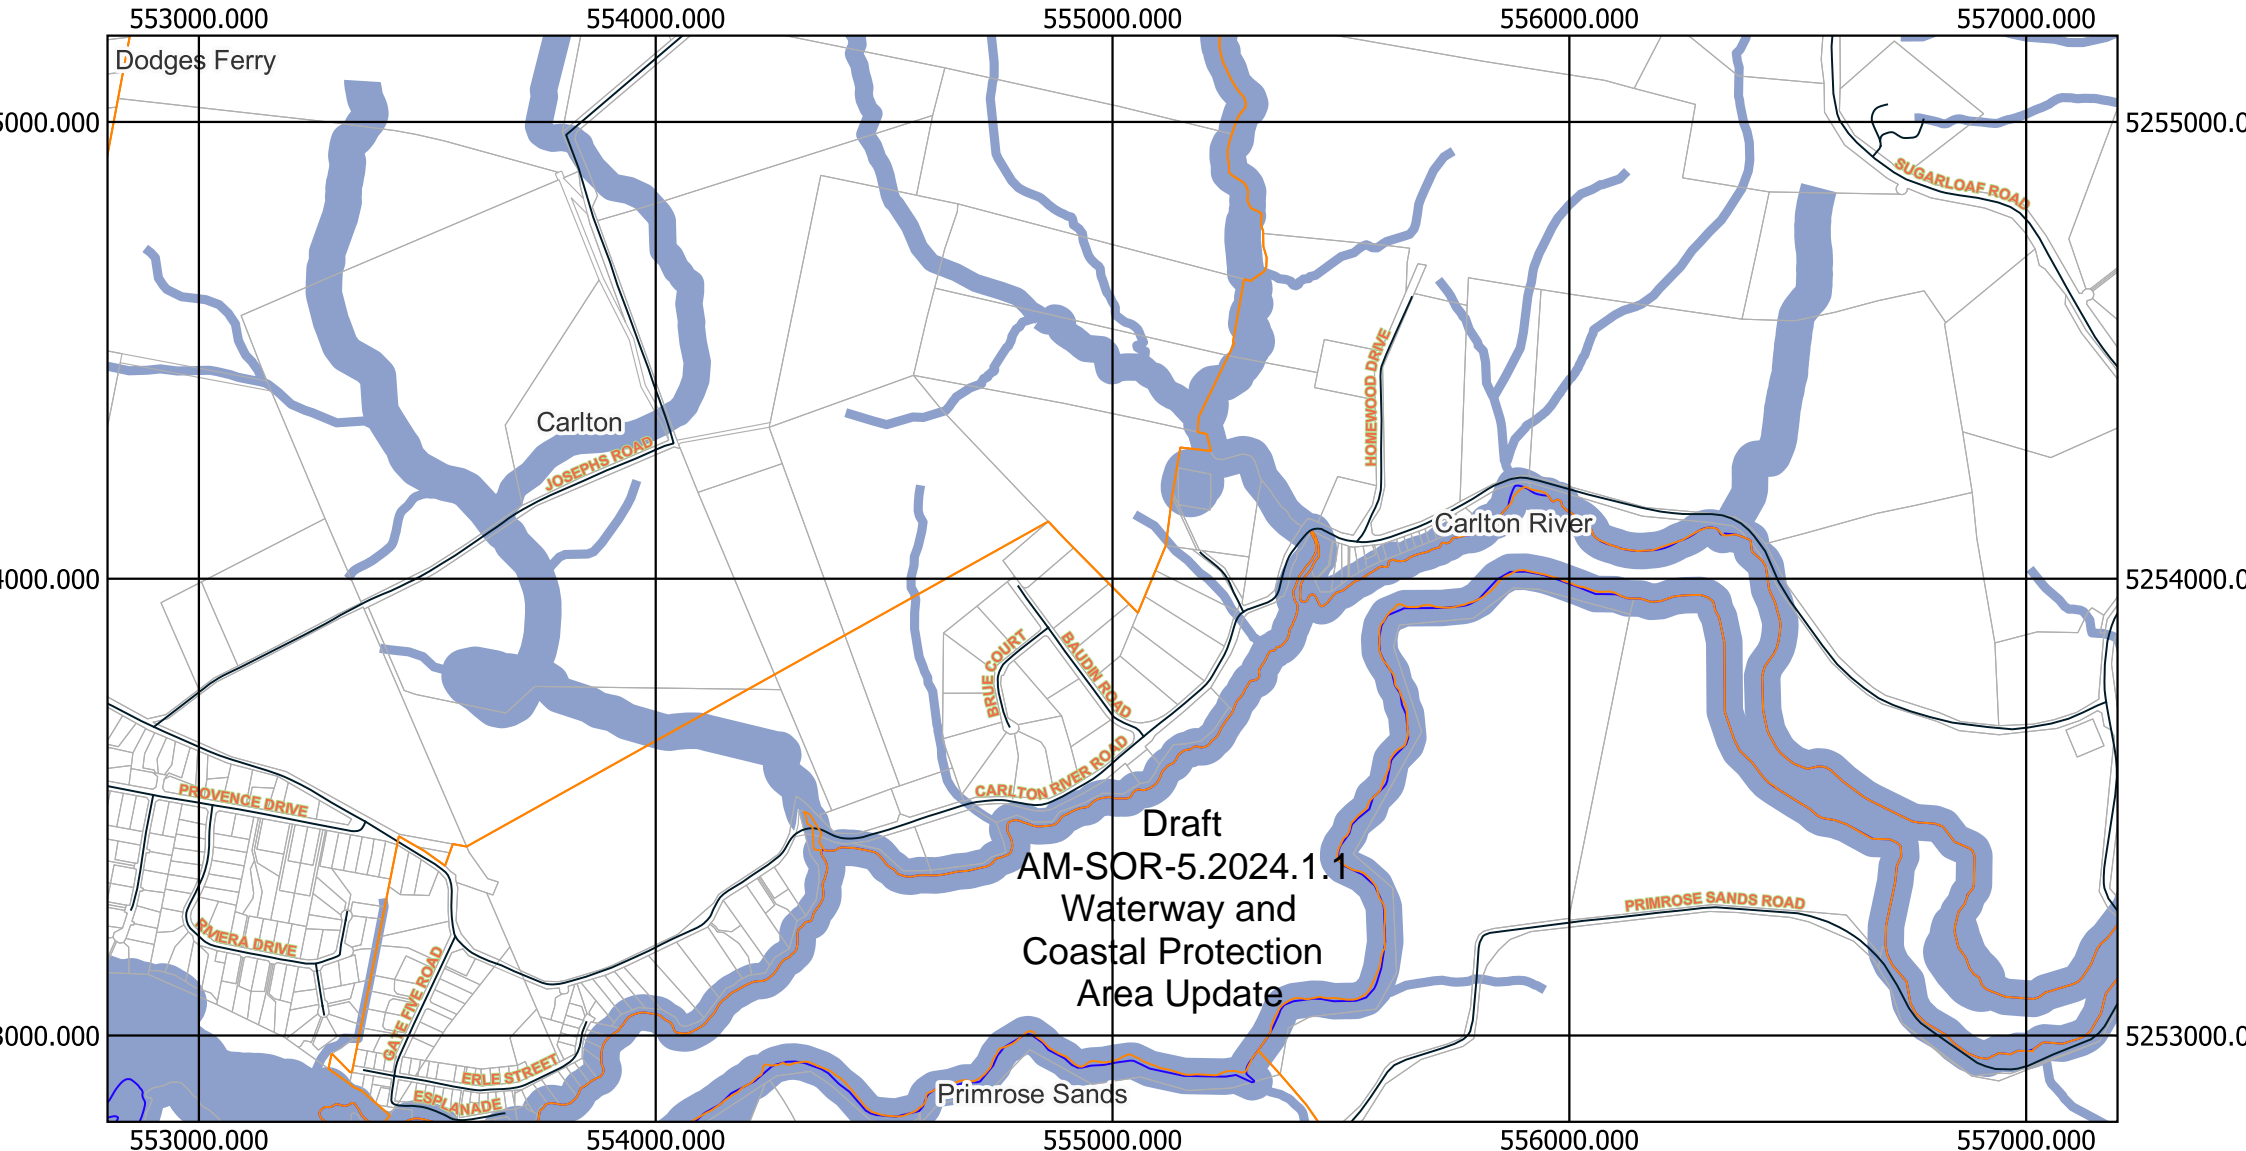 553000.000 554000.000 555000.000 556000.000 557000.000
Dodges Ferry
5000.000
5255000.0
SUGARLOAF ROAD
HOMEWOOD DRIVE
Carlton
JOSEPHS ROAD
Carlton River
4000.000
5254000.0
BRUE COURT
BAUDIN ROAD
CARLTON RIVER ROAD
PROVENCE DRIVE
Draft
AM-SOR-5.2024.1.1
Waterway and
Coastal Protection
Area Update
PRIMROSE SANDS ROAD
RIVIERA DRIVE
GATE FIVE ROAD
3000.000
5253000.0
ERLE STREET
ESPLANADE
Primrose Sands
553000.000 554000.000 555000.000 556000.000 557000.000